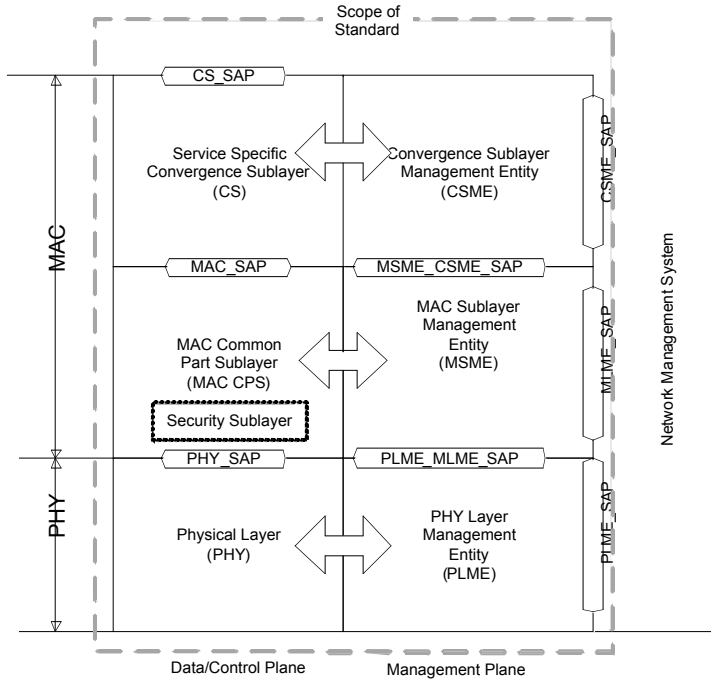 Scope of
Standard
CS_SAP
Service Specific
Convergence Sublayer
(CS)
Convergence Sublayer
Management Entity
(CSME)
CSME_SAP
MAC
MAC_SAP
MSME_CSME_SAP
MAC Common
Part Sublayer
(MAC CPS)
MAC Sublayer
Management
Entity
(MSME)
MLME_SAP
Network Management System
Security Sublayer
PHY_SAP
PLME_MLME_SAP
PHY
Physical Layer
(PHY)
PHY Layer
Management
Entity
(PLME)
PLME_SAP
Data/Control Plane
Management Plane